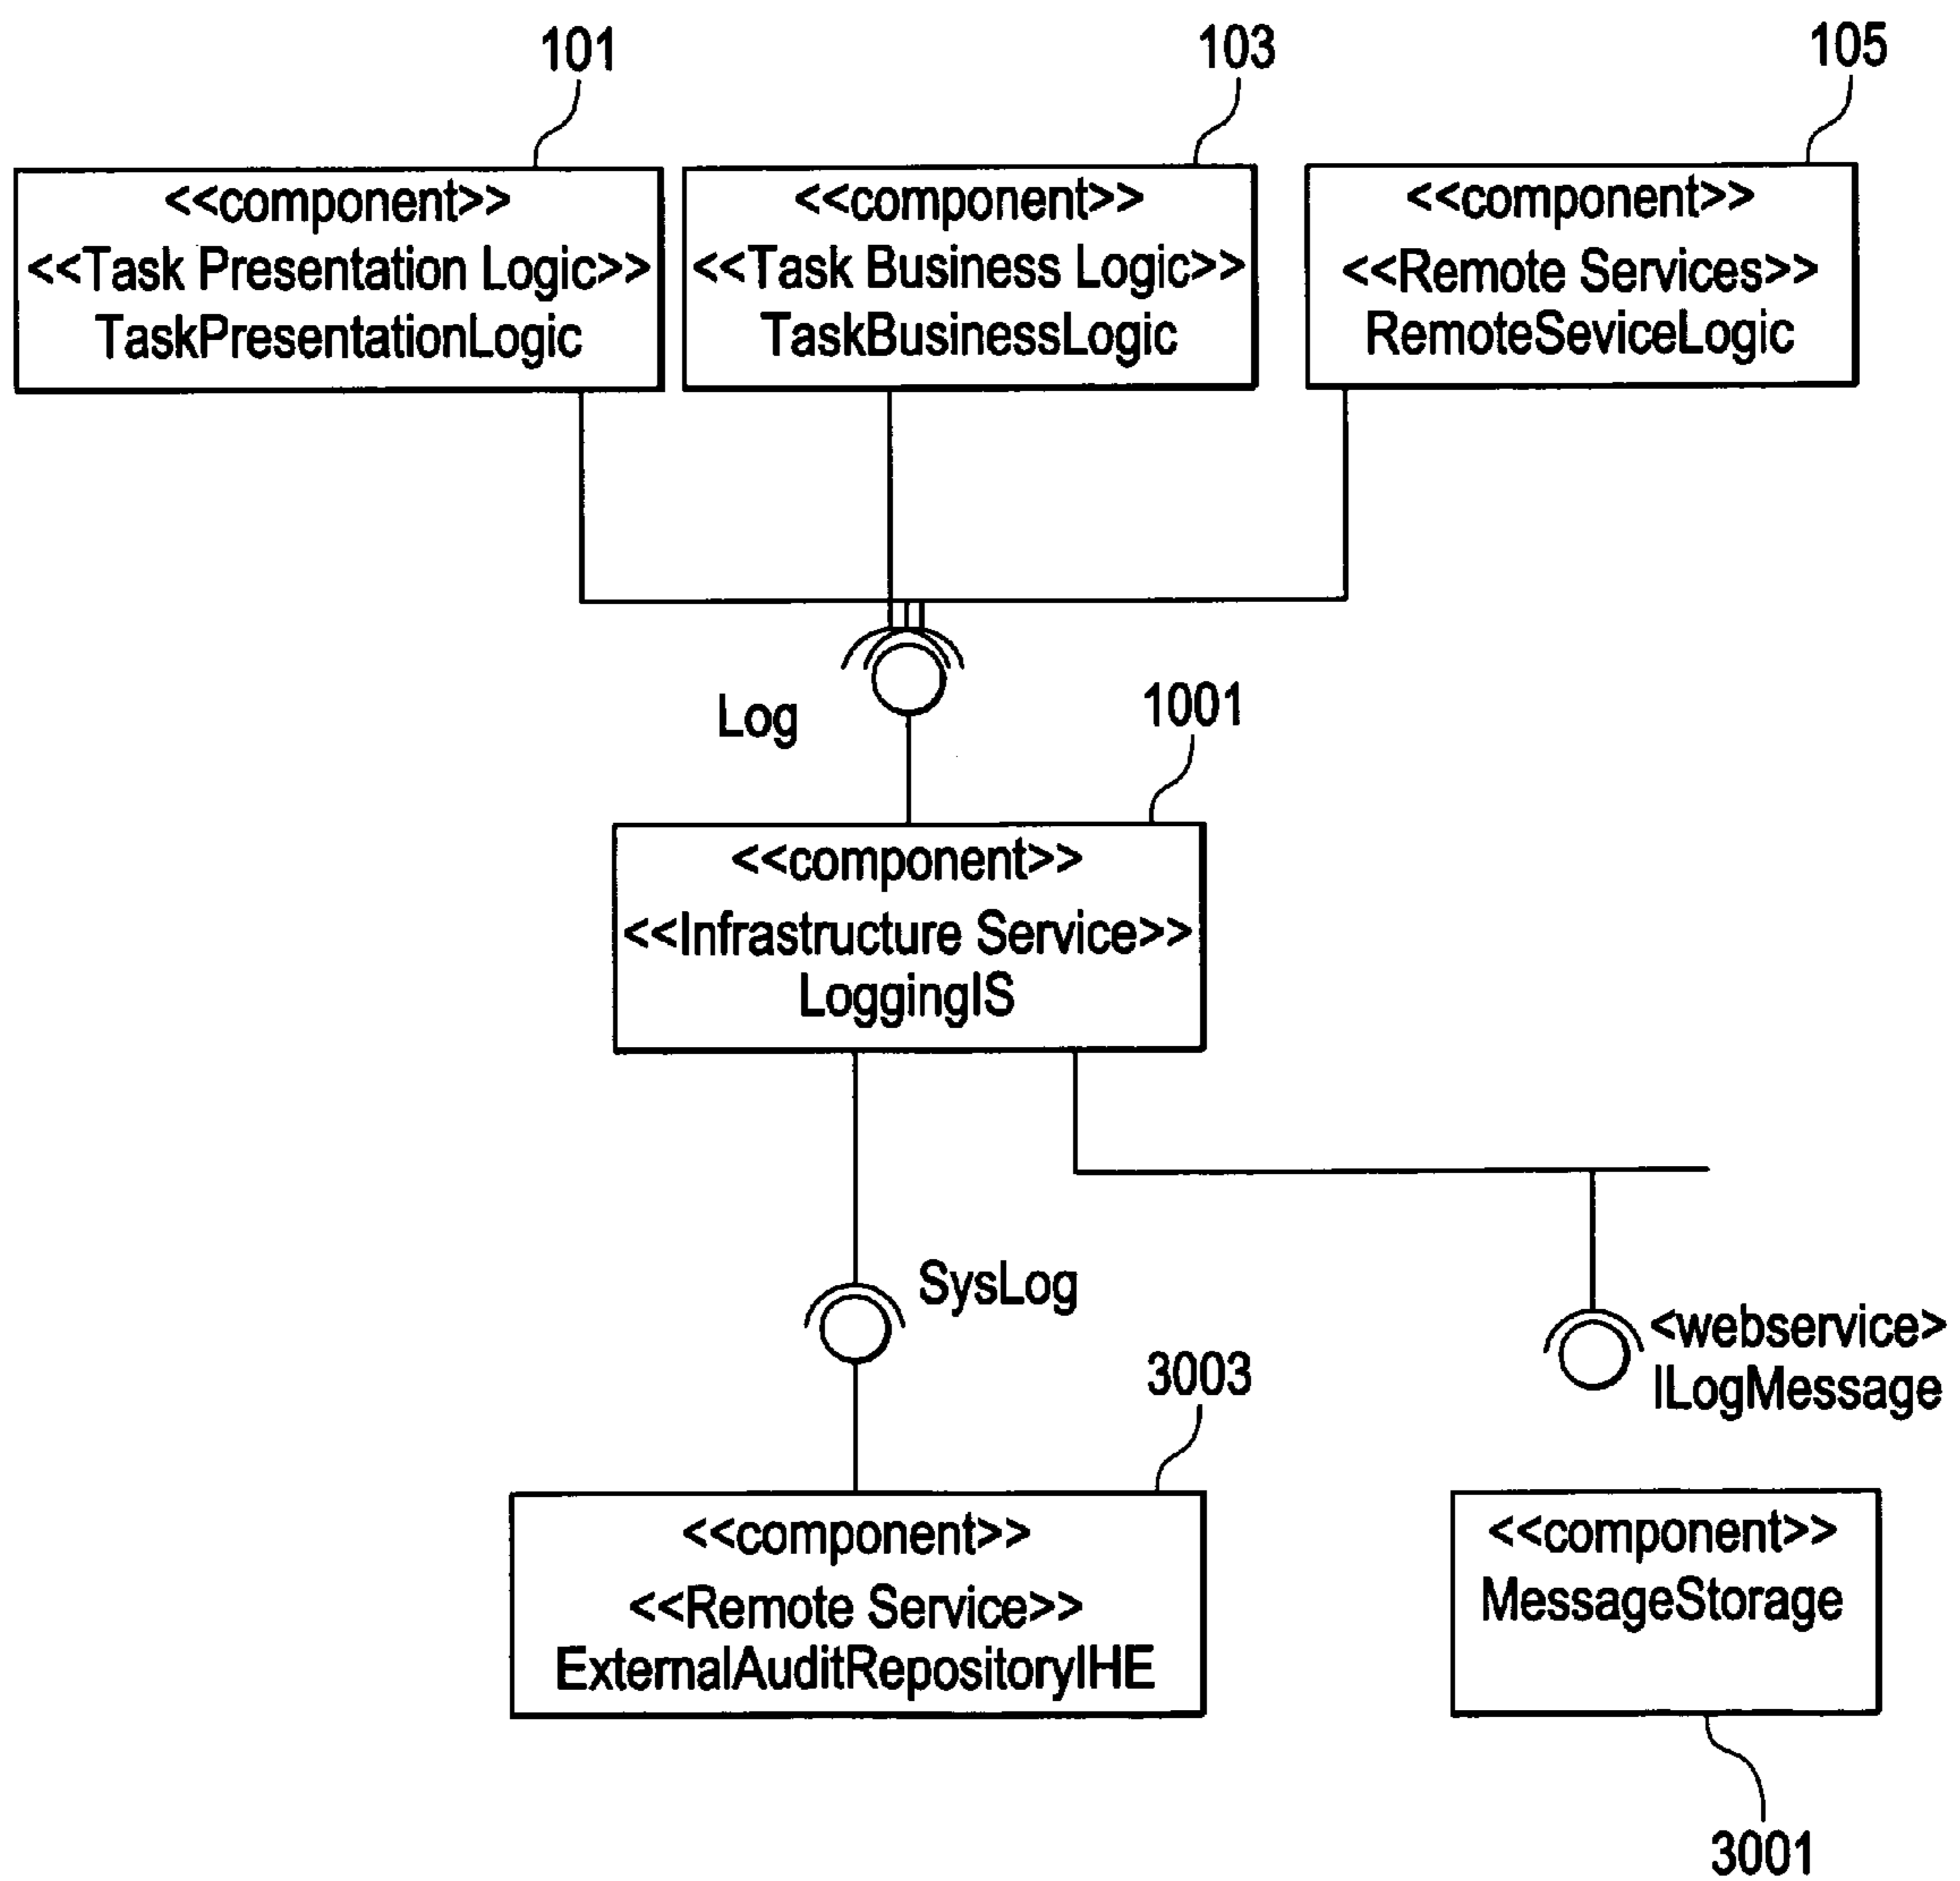 101
103
105
<<component>>
<<Task Presentation Logic>>
TaskPresentationLogic
<<component>>
<<Task Business Logic>>
TaskBusinessLogic
<<component>>
<<Remote Services>>
RemoteSeviceLogic
Log
1001
<<component>>
<<Infrastructure Service>>
LoggingIS
SysLog
<webservice>
ILogMessage
3003
<<component>>
<<Remote Service>>
ExternalAuditRepositoryIHE
<<component>>
MessageStorage
3001